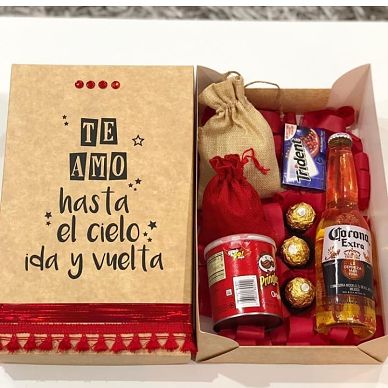 TE
AMO
hasta
el cielo
ida y vuelta
Trident
Corona
Extra
Pringles